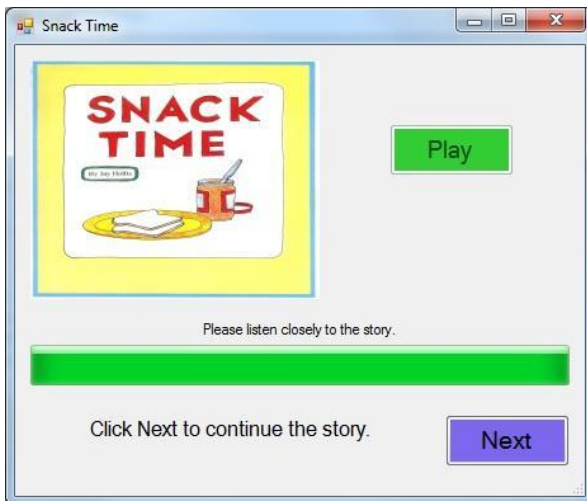 Snack Time
SNACK
TIME
Play
Please listen closely to the story.
Click Next to continue the story.
Next